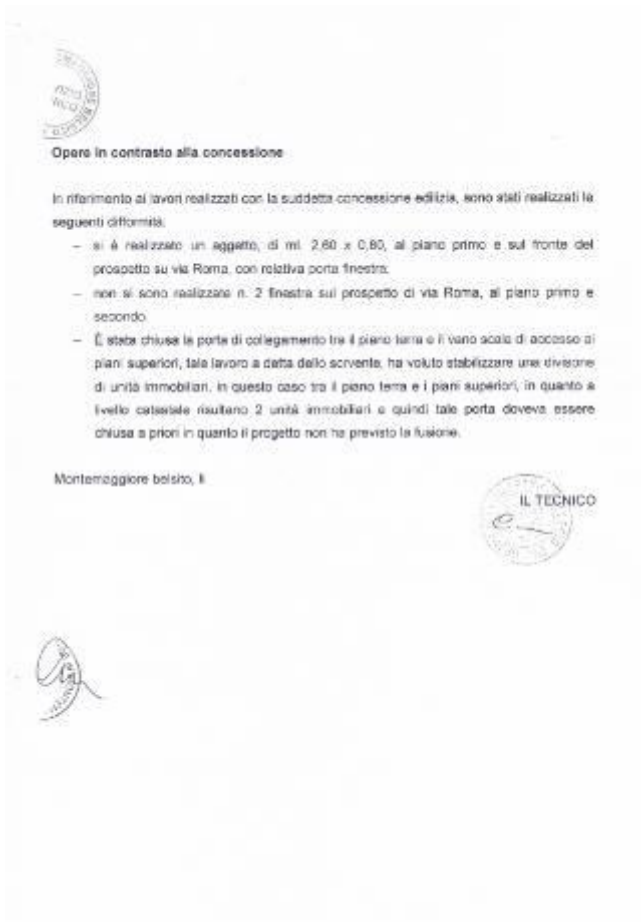 Opere in contrasto alla concessione
In riferimento ai lavori realizzati con la suddetta concessione edilizia, sono stati realizzati le
seguenti difformità:
– si è realizzato un aggetto, di ml. 2,60 x 0,80, al piano primo e sul fronte del
prospetto su via Roma, con relativa porta finestra.
– non si sono realizzate n. 2 finestra sul prospetto di via Roma, al piano primo e
secondo.
– È stata chiusa la porta di collegamento tra il piano terra e il vano scala di accesso ai
piani superiori, tale lavoro a detta dello scrivente, ha voluto stabilizzare una divisione
di unità immobiliari, in questo caso tra il piano terra e i piani superiori, in quanto a
livello catastale risultano 2 unità immobiliari e quindi tale porta doveva essere
chiusa a priori in quanto il progetto non ha previsto la fusione.
Montemaggiore belsito, lì
IL TECNICO